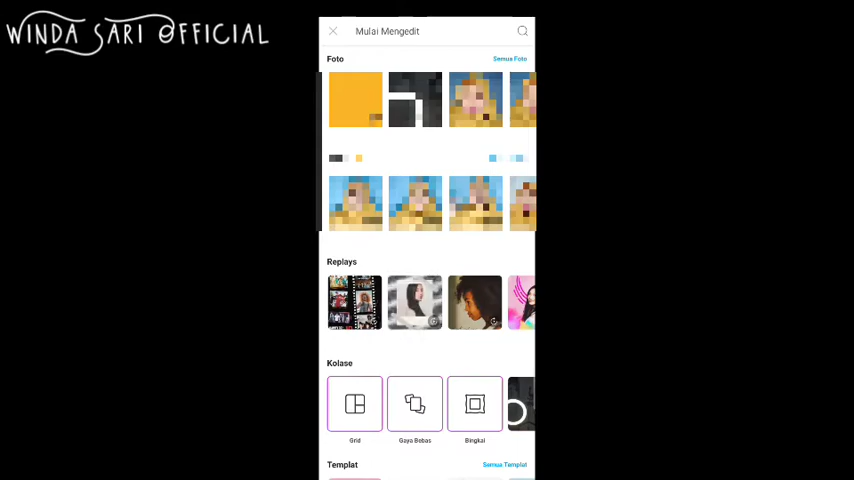 WINDA SARI OFFICIAL
Mulai Mengedit
Foto
Semua Foto
Replays
Kolase
Grid
Gaya Bebas
Bingkai
Templat
Semua Templat